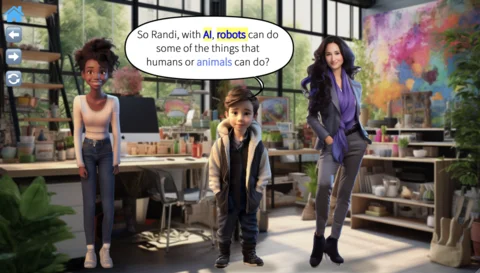 So Randi, with AI, robots can do
some of the things that
humans or animals can do?